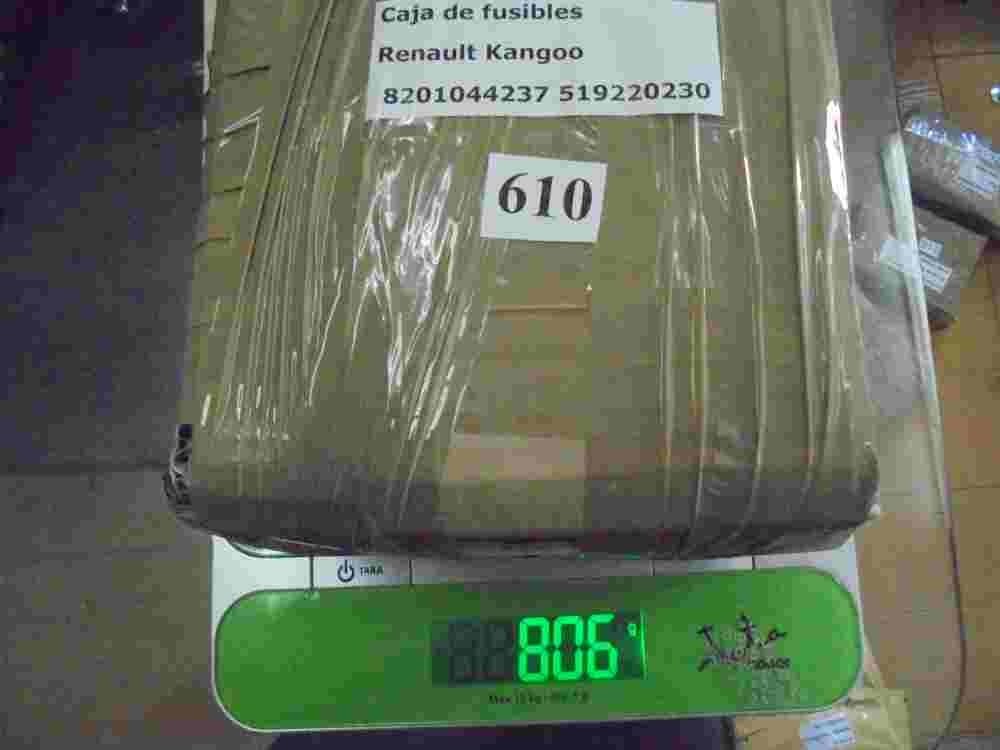 Caja de fusibles
Renault Kangoo
8201044237 519220230
610
TARA
806 g